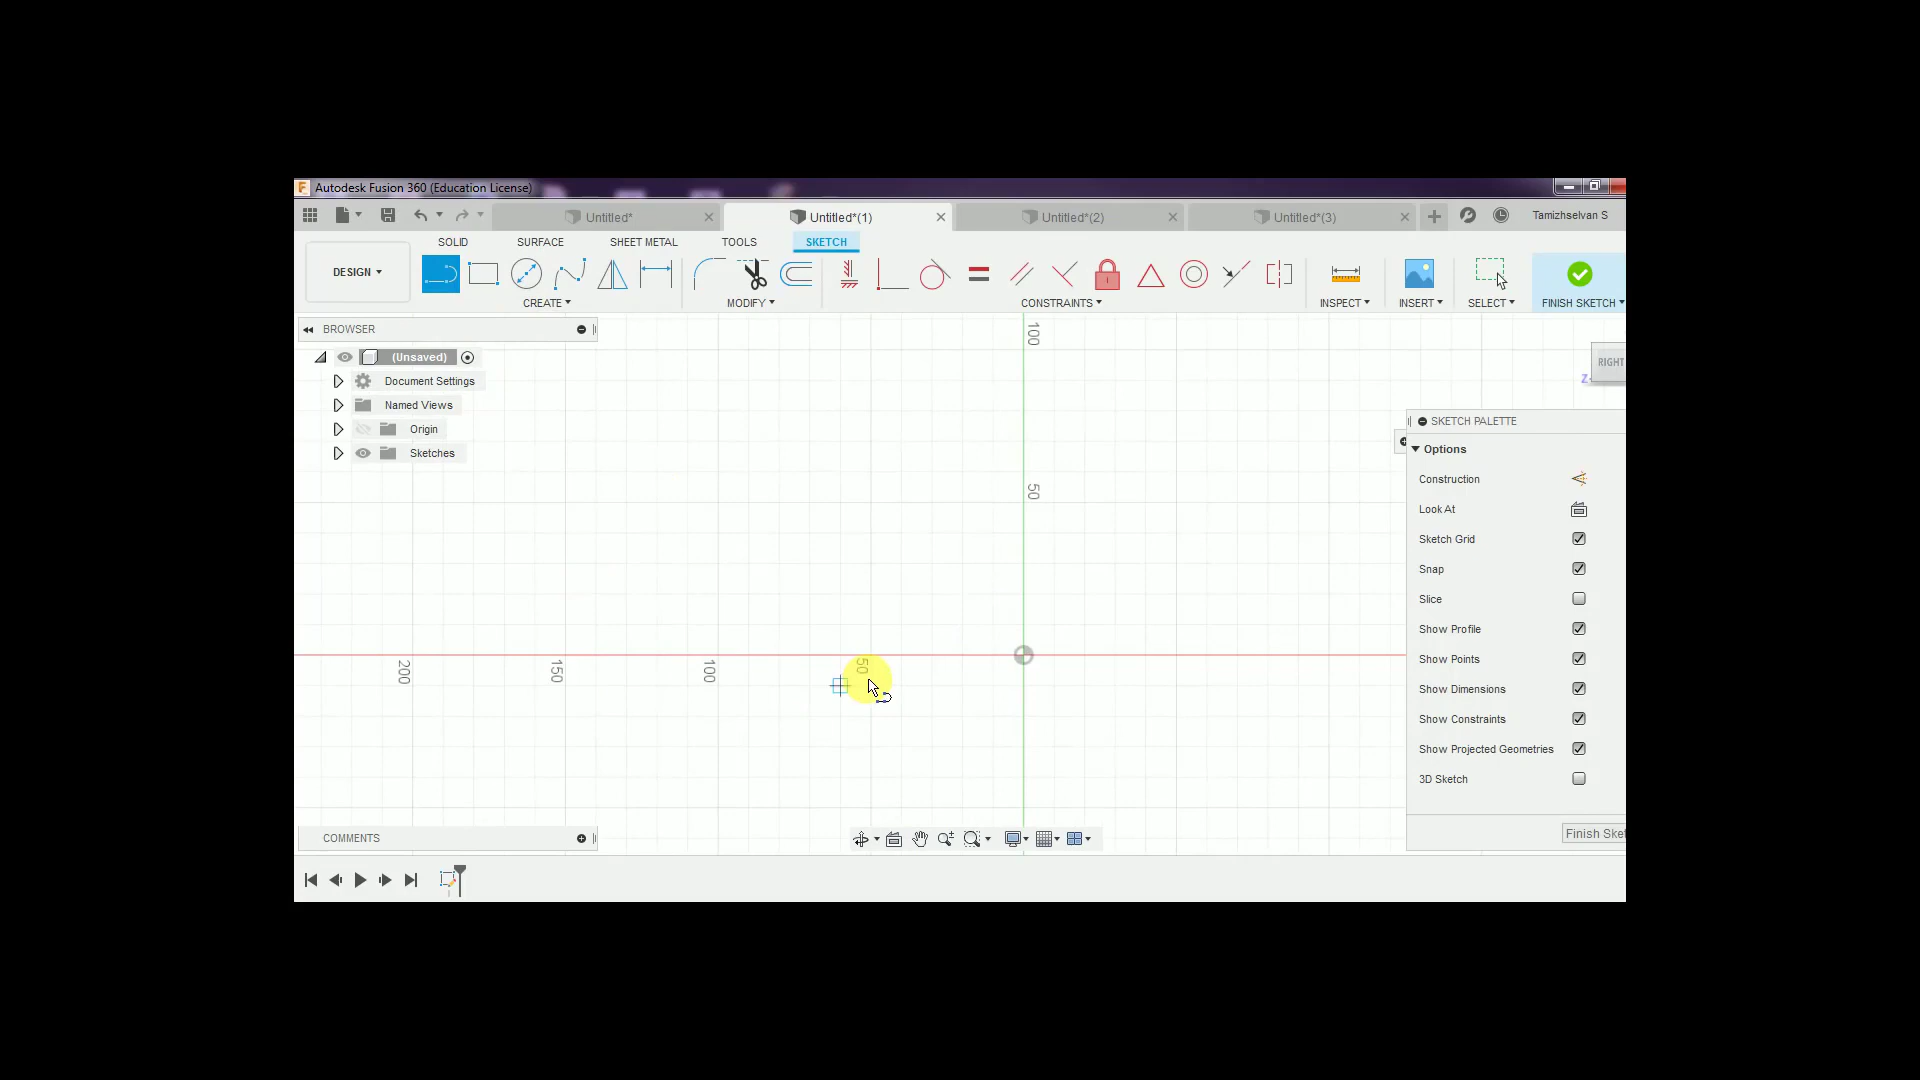 Autodesk Fusion 360 (Education License)
Untitled*
Untitled*(1)
Untitled*(2)
Untitled*(3)
Tamizhselvan S
SOLID
SURFACE
SHEET METAL
TOOLS
SKETCH
DESIGN
CREATE
MODIFY
CONSTRAINTS
INSPECT
INSERT
SELECT
FINISH SKETCH
BROWSER
(Unsaved)
Document Settings
Named Views
Origin
Sketches
100
50
200
150
100
50
RIGHT
Z
SKETCH PALETTE
Options
Construction
Look At
Sketch Grid
Snap
Slice
Show Profile
Show Points
Show Dimensions
Show Constraints
Show Projected Geometries
3D Sketch
Finish Sket
COMMENTS